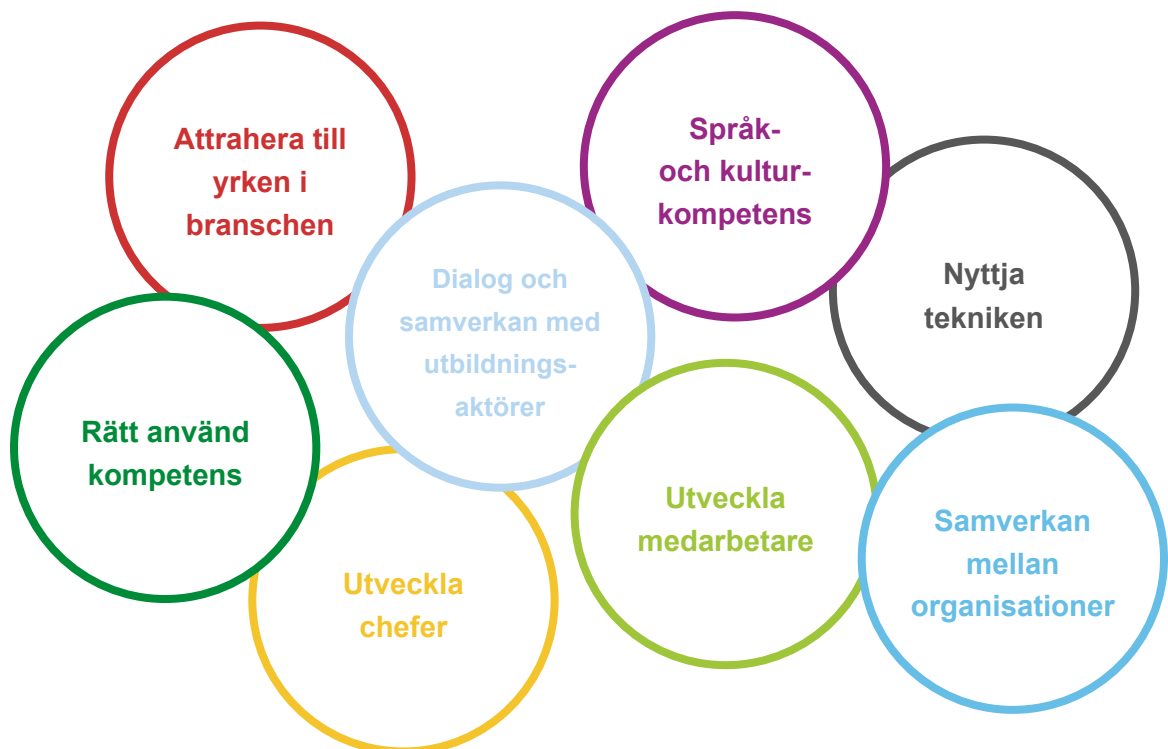 Attrahera till
yrken i
branschen
Språk-
och kultur-
kompetens
Nyttja
tekniken
Dialog och
samverkan med
utbildnings-
aktörer
Rätt använd
kompetens
Utveckla
medarbetare
Samverkan
mellan
organisationer
Utveckla
chefer